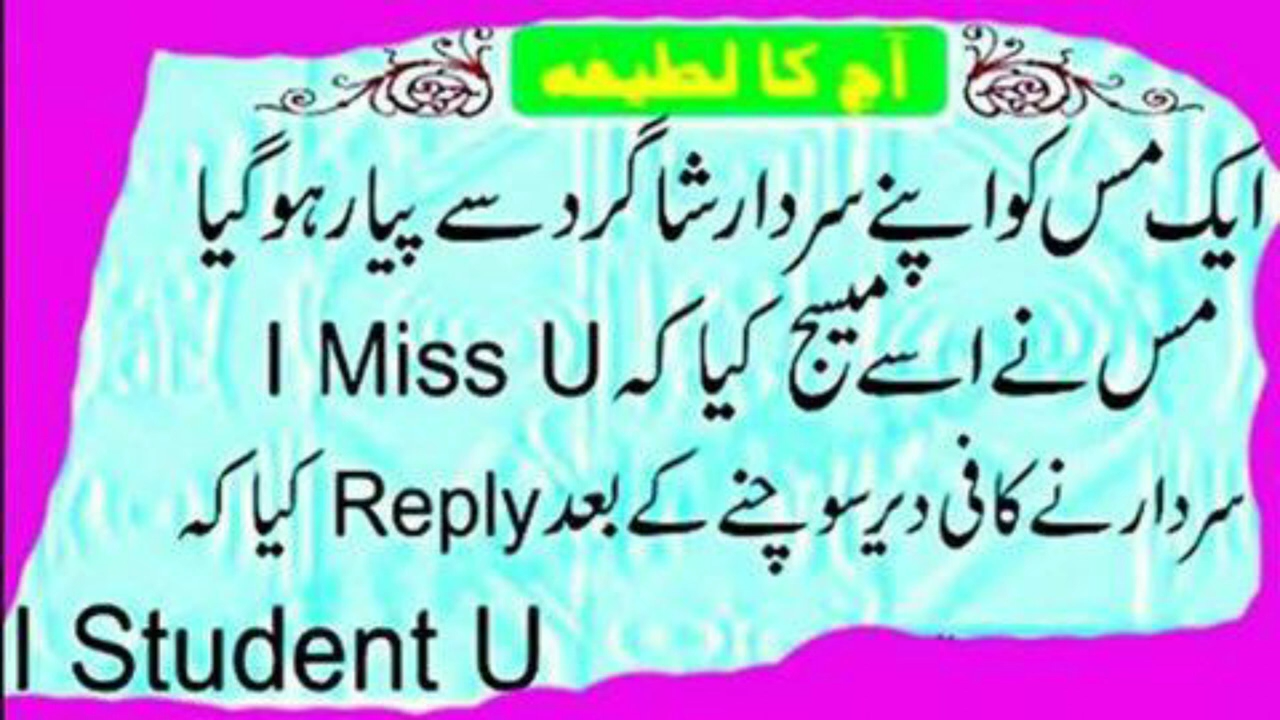 آج کا لطیفہ
ایک مس کو اپنے سردار شاگرد سے پیار ہو گیا
مس نے اسے میسج کیا کہ I Miss U
سردار نے کافی دیر سوچنے کے بعد Reply کیا کہ
I Student U